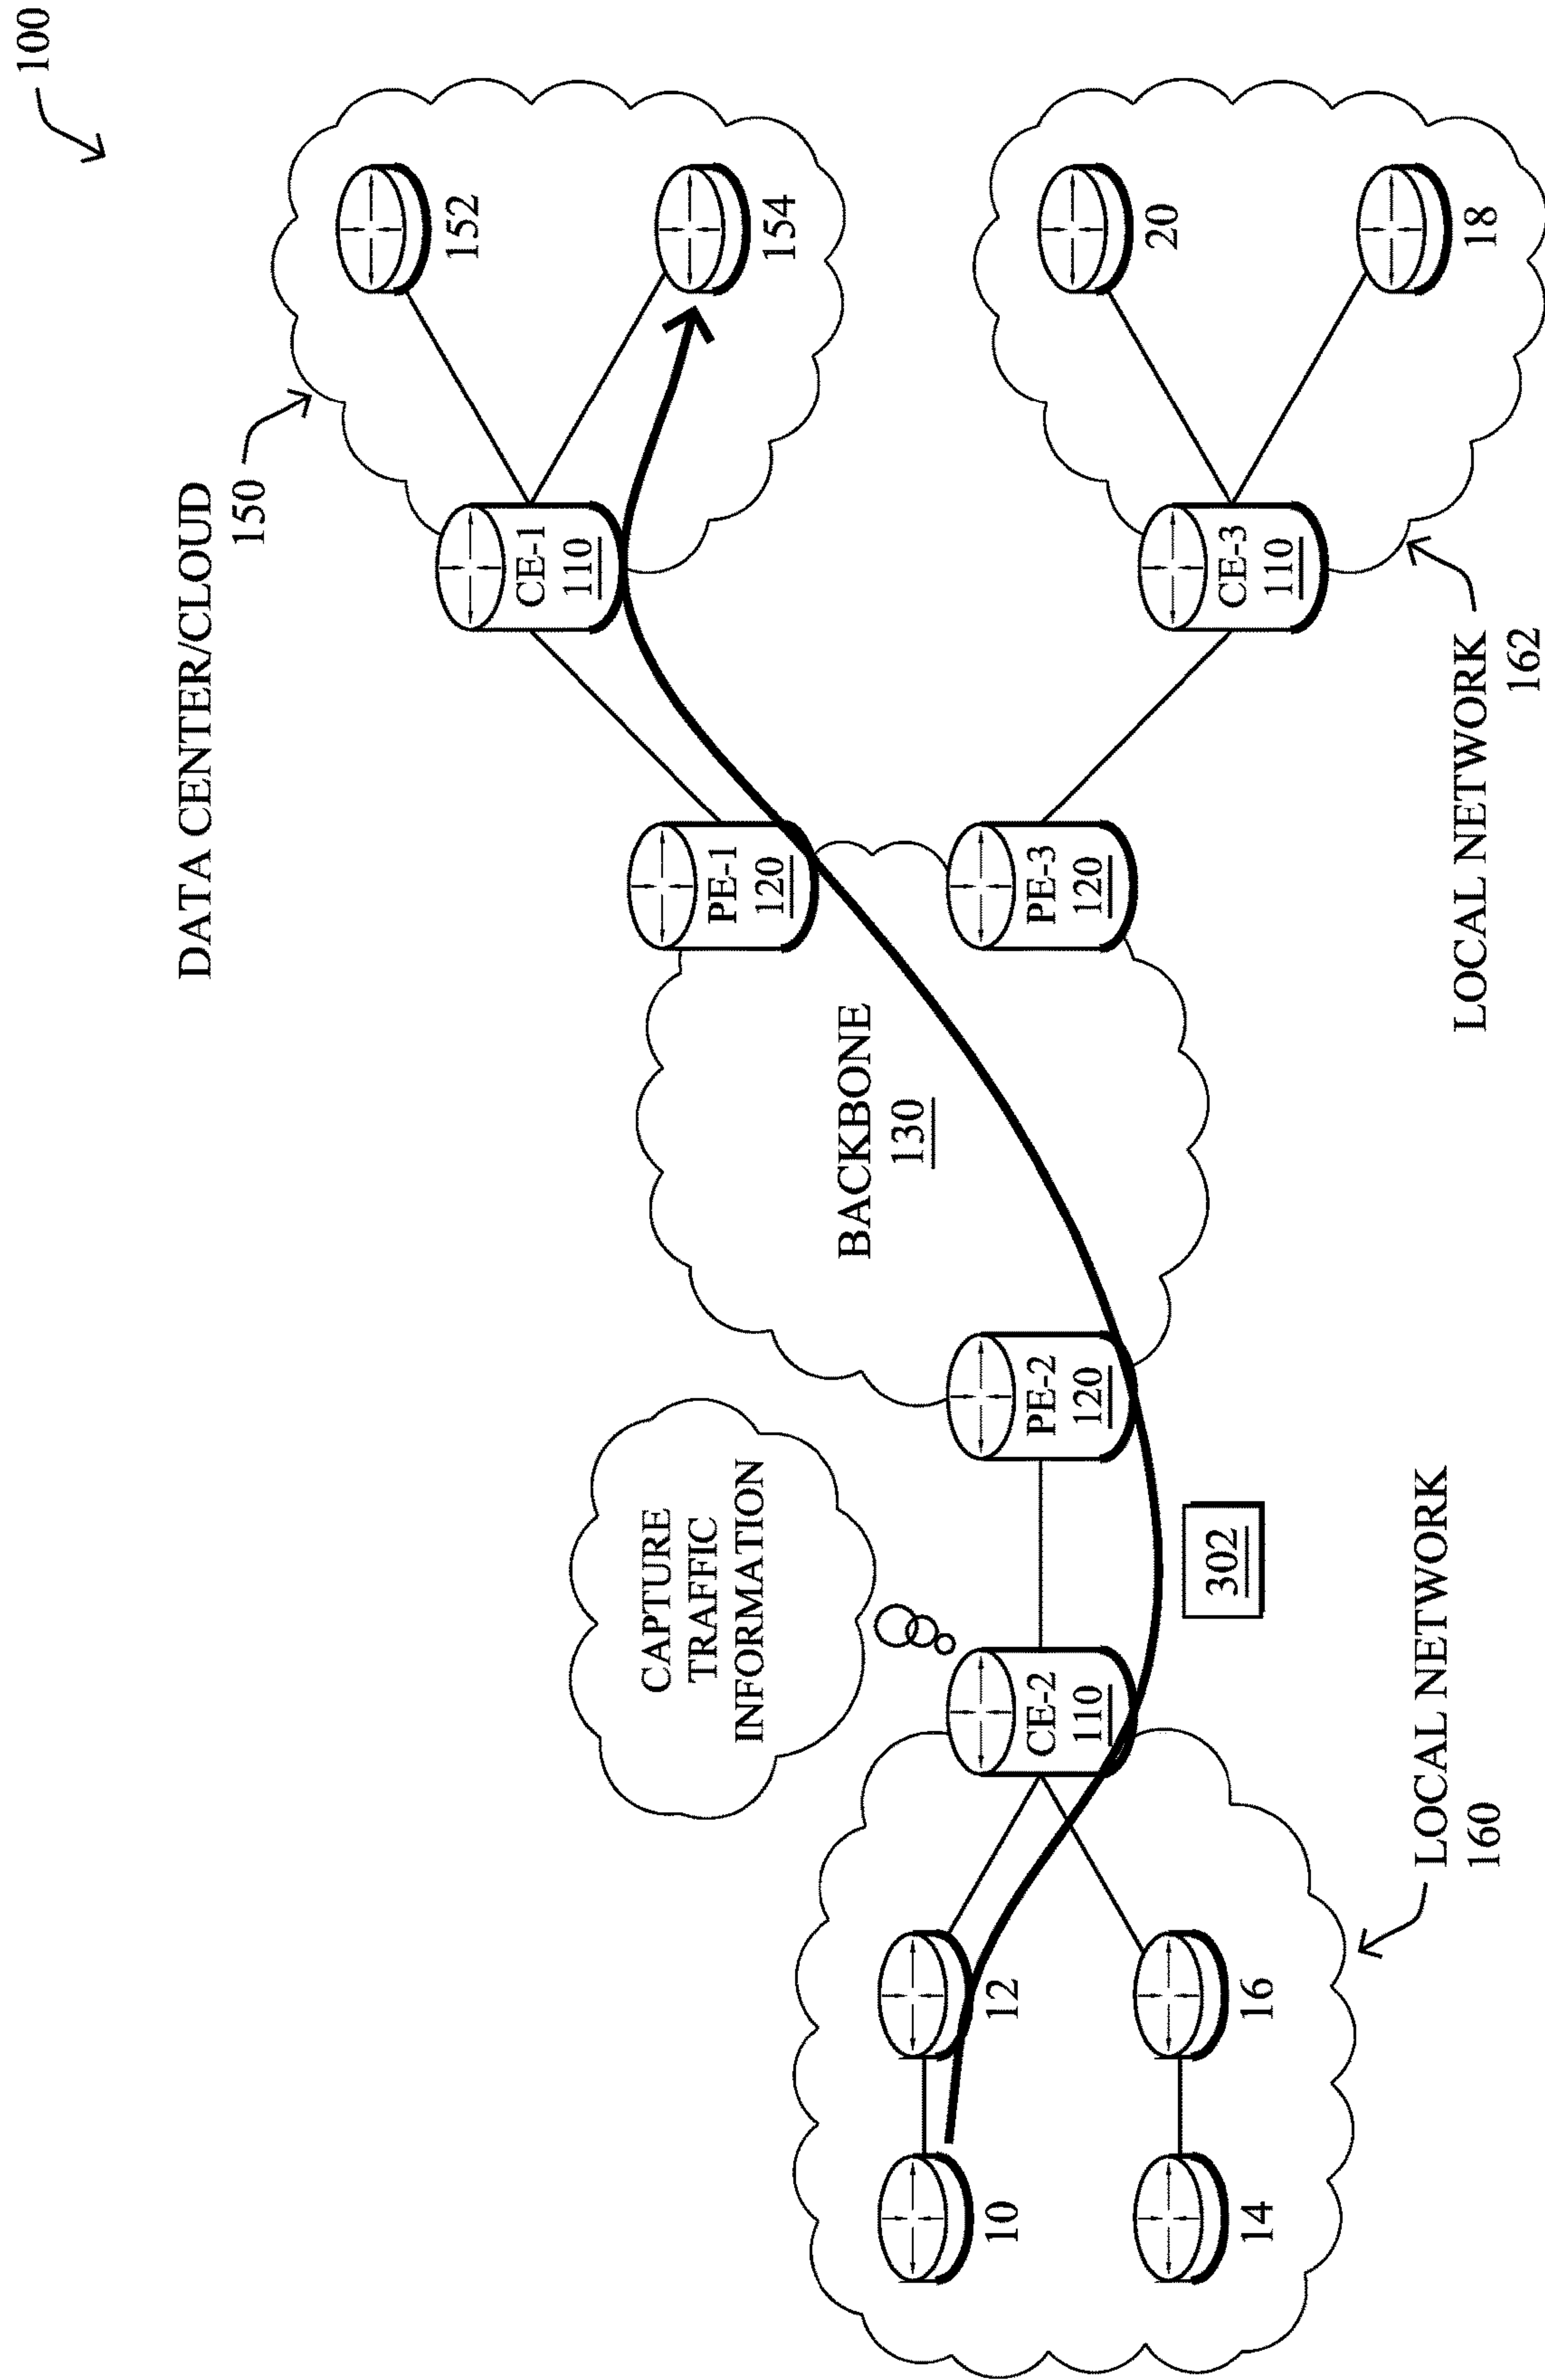 100
DATA CENTER/CLOUD
150
152
154
CE-1
110
PE-1
120
BACKBONE
130
CAPTURE
TRAFFIC
INFORMATION
10
12
14
16
CE-2
110
PE-2
120
302
PE-3
120
CE-3
110
20
18
LOCAL NETWORK
160
LOCAL NETWORK
162